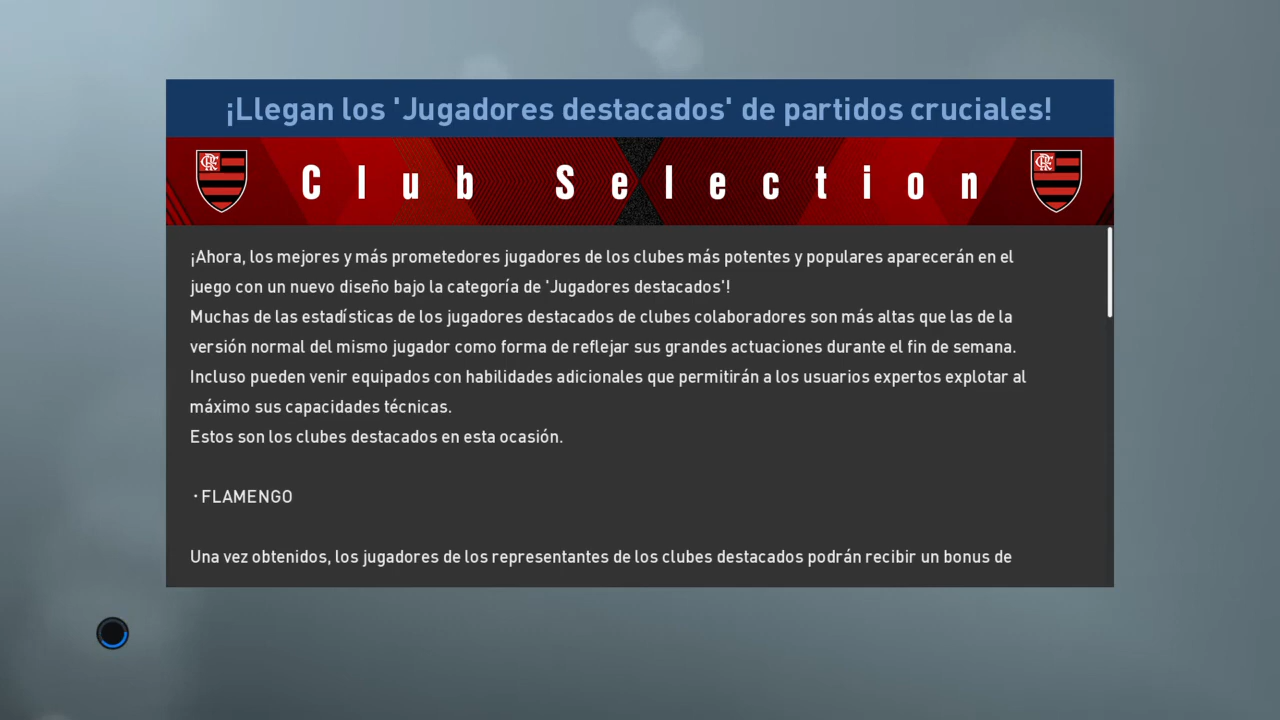 ¡Llegan los 'Jugadores destacados' de partidos cruciales!
Club Selection
¡Ahora, los mejores y más prometedores jugadores de los clubes más potentes y populares aparecerán en el
juego con un nuevo diseño bajo la categoría de 'Jugadores destacados'!
Muchas de las estadísticas de los jugadores destacados de clubes colaboradores son más altas que las de la
versión normal del mismo jugador como forma de reflejar sus grandes actuaciones durante el fin de semana.
Incluso pueden venir equipados con habilidades adicionales que permitirán a los usuarios expertos explotar al
máximo sus capacidades técnicas.
Estos son los clubes destacados en esta ocasión.
・FLAMENGO
Una vez obtenidos, los jugadores de los representantes de los clubes destacados podrán recibir un bonus de